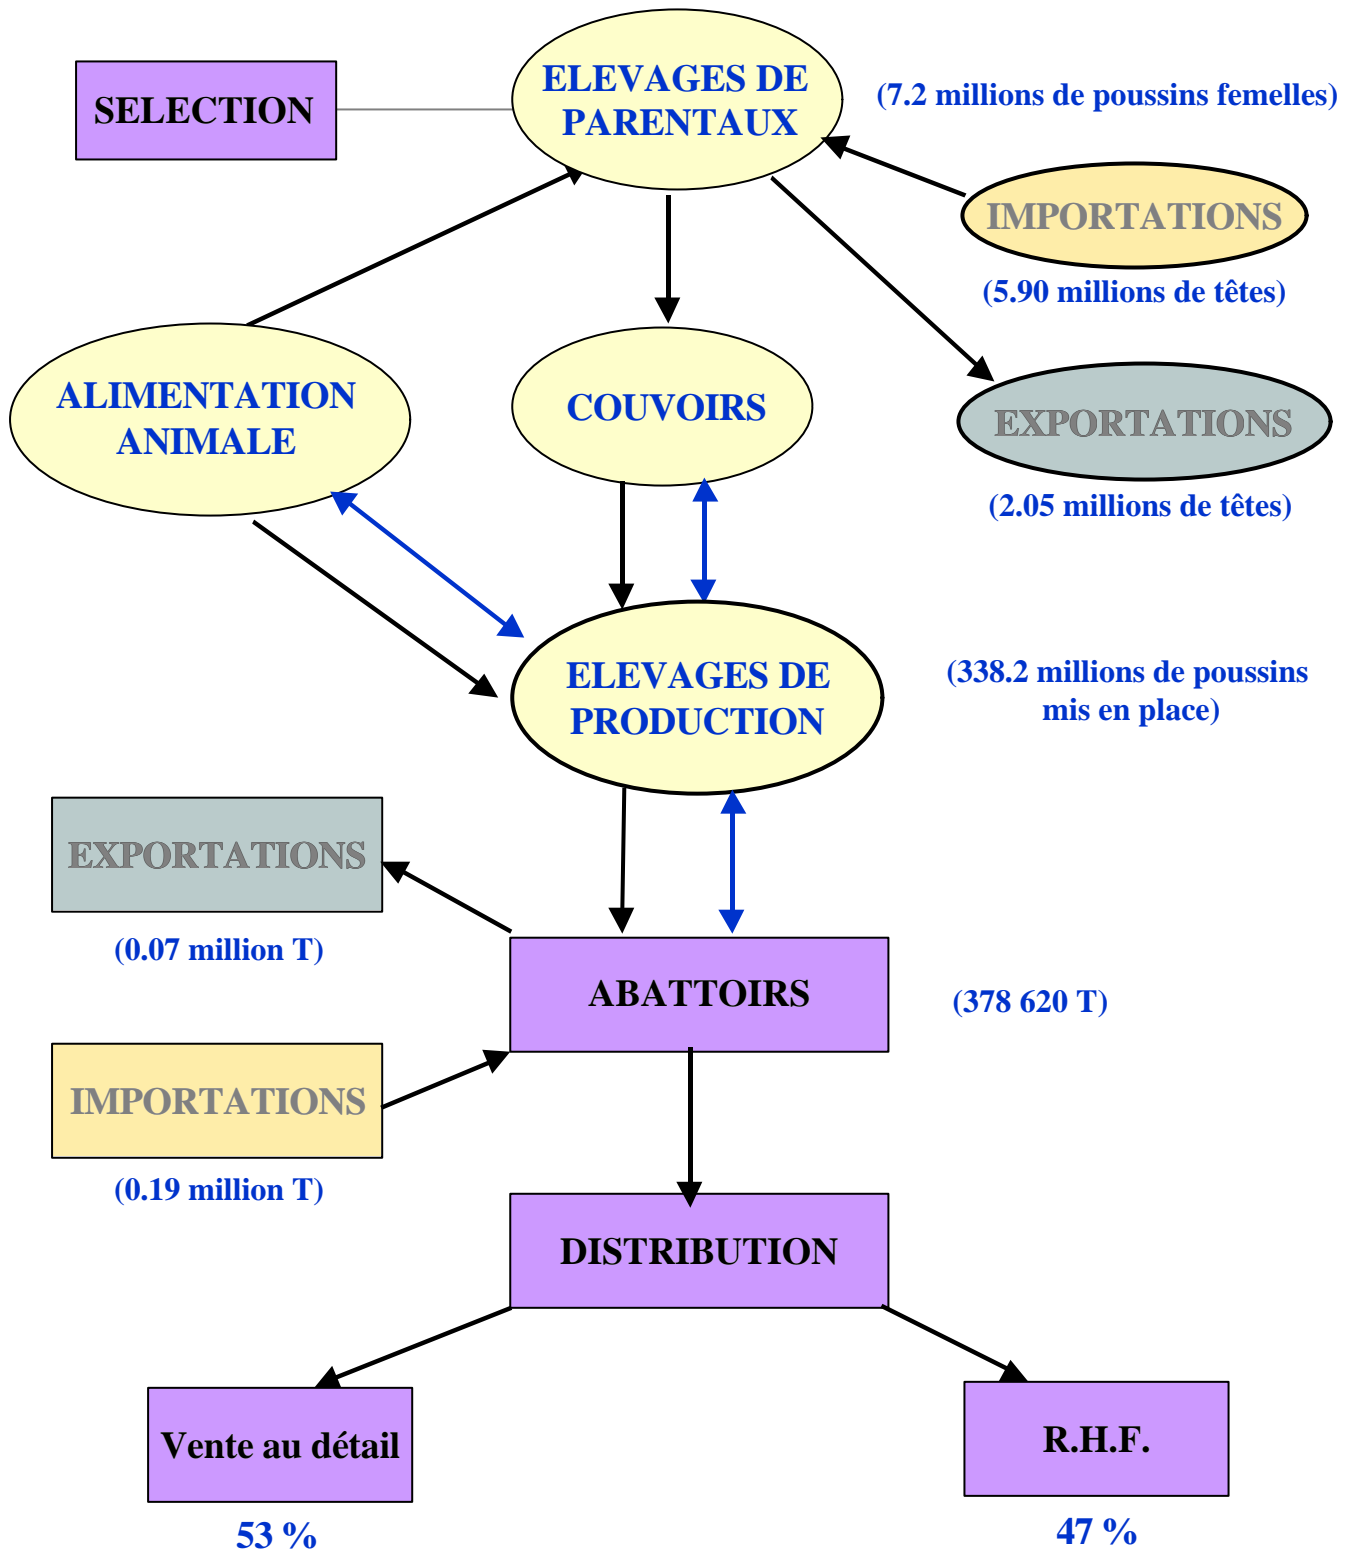 SELECTION
ELEVAGES DE
PARENTAUX
(7.2 millions de poussins femelles)
IMPORTATIONS
(5.90 millions de têtes)
ALIMENTATION
ANIMALE
COUVOIRS
EXPORTATIONS
(2.05 millions de têtes)
ELEVAGES DE
PRODUCTION
(338.2 millions de poussins
mis en place)
EXPORTATIONS
(0.07 million T)
ABATTOIRS
(378 620 T)
IMPORTATIONS
(0.19 million T)
DISTRIBUTION
Vente au détail
R.H.F.
53 %
47 %